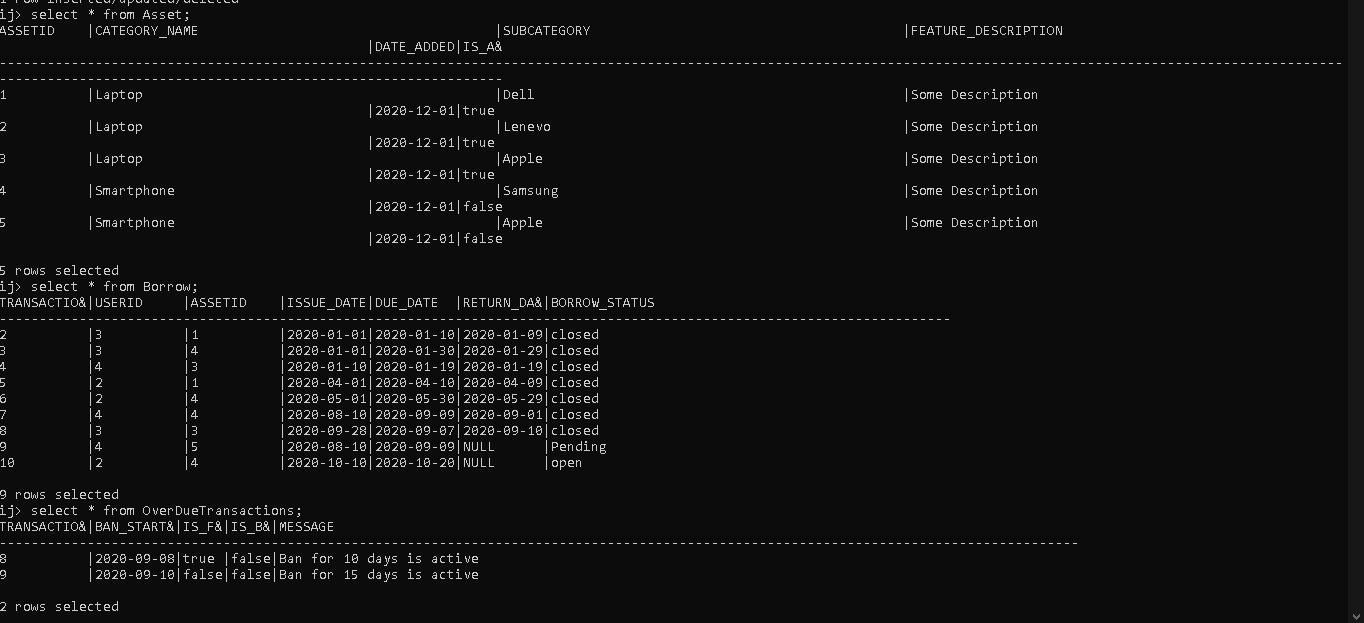 1 row inserted/updated/deleted
ij> select * from Asset;
ASSETID |CATEGORY_NAME |SUBCATEGORY |FEATURE_DESCRIPTION
|DATE_ADDED|IS_A&
--------------------------------------------------------------------------------------------------------------------------------------------------------
---------------------------------------------------------------
1 |Laptop |Dell |Some Description
|2020-12-01|true
2 |Laptop |Lenevo |Some Description
|2020-12-01|true
3 |Laptop |Apple |Some Description
|2020-12-01|true
4 |Smartphone |Samsung |Some Description
|2020-12-01|false
5 |Smartphone |Apple |Some Description
|2020-12-01|false
5 rows selected
ij> select * from Borrow;
TRANSACTIO&|USERID |ASSETID |ISSUE_DATE|DUE_DATE |RETURN_DA&|BORROW_STATUS
-----------------------------------------------------------------------------------------------------------------------
2 |3 |1 |2020-01-01|2020-01-10|2020-01-09|closed
3 |3 |4 |2020-01-01|2020-01-30|2020-01-29|closed
4 |4 |3 |2020-01-10|2020-01-19|2020-01-19|closed
5 |2 |1 |2020-04-01|2020-04-10|2020-04-09|closed
6 |2 |4 |2020-05-01|2020-05-30|2020-05-29|closed
7 |4 |4 |2020-08-10|2020-09-09|2020-09-01|closed
8 |3 |3 |2020-09-28|2020-09-07|2020-09-10|closed
9 |4 |5 |2020-08-10|2020-09-09|NULL |Pending
10 |2 |4 |2020-10-10|2020-10-20|NULL |open
9 rows selected
ij> select * from OverDueTransactions;
TRANSACTIO&|BAN_START&|IS_F&|IS_B&|MESSAGE
---------------------------------------------------------------------------------------------------------------------------------------
8 |2020-09-08|true |false|Ban for 10 days is active
9 |2020-09-10|false|false|Ban for 15 days is active
2 rows selected